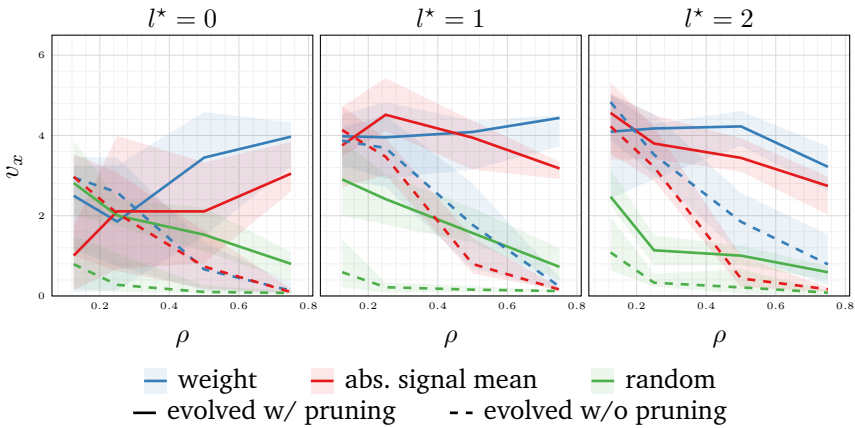 l* = 0 l* = 1 l* = 2
6
4
2
0
v_x
0.2 0.4 0.6 0.8 0.2 0.4 0.6 0.8 0.2 0.4 0.6 0.8
ρ ρ ρ
weight abs. signal mean random
evolved w/ pruning evolved w/o pruning